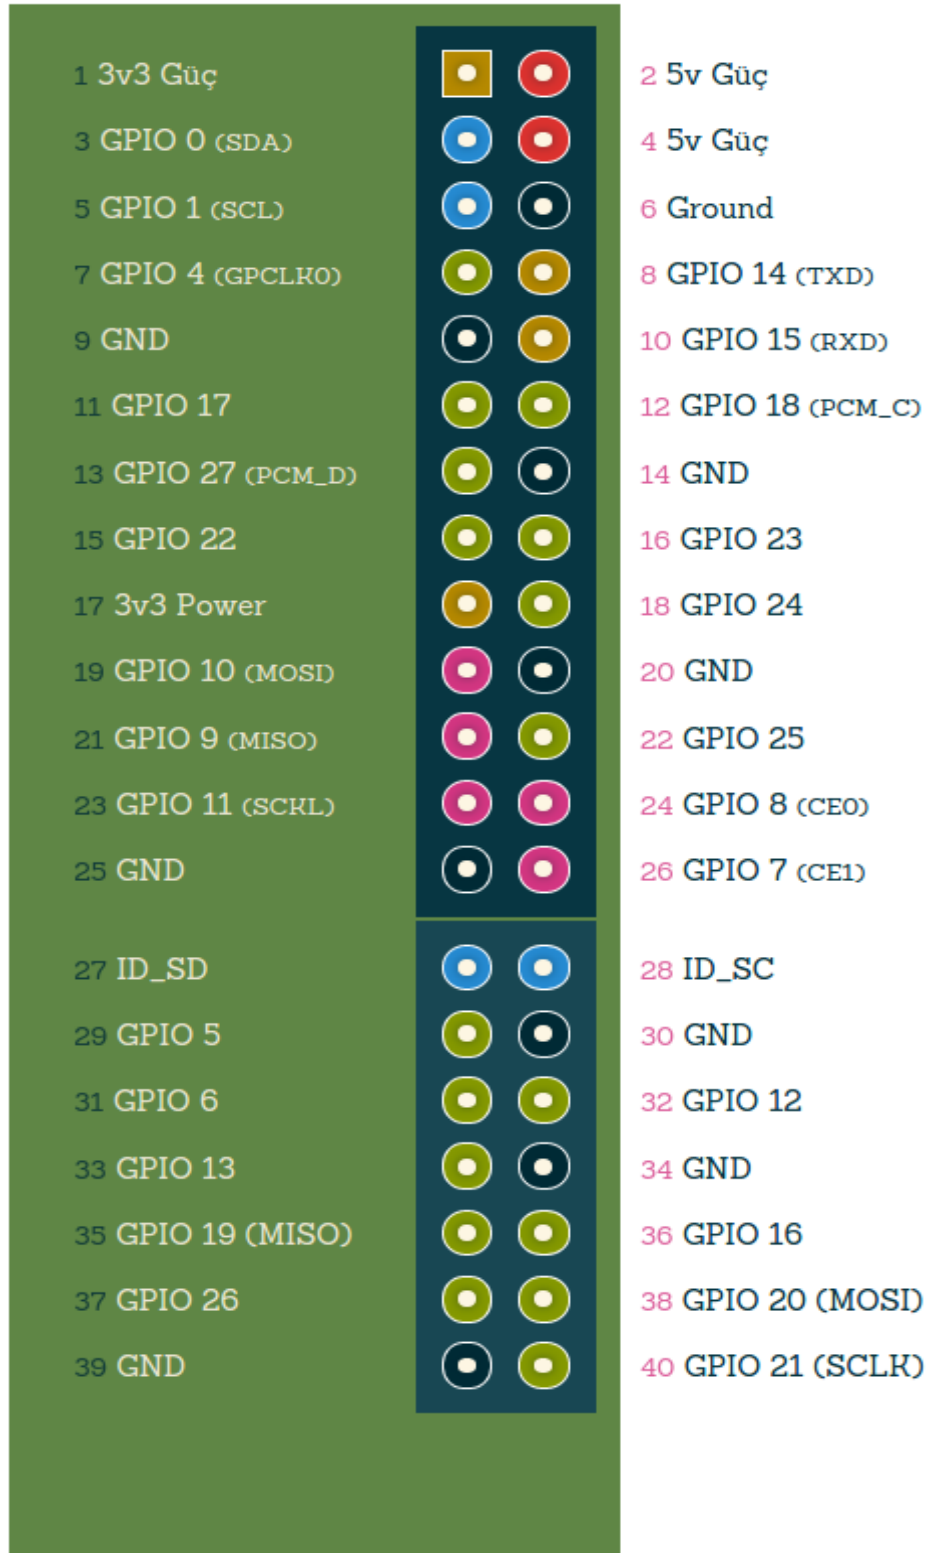 1 3v3 Güç 2 5v Güç
3 GPIO 0 (SDA) 4 5v Güç
5 GPIO 1 (SCL) 6 Ground
7 GPIO 4 (GPCLK0) 8 GPIO 14 (TXD)
9 GND 10 GPIO 15 (RXD)
11 GPIO 17 12 GPIO 18 (PCM_C)
13 GPIO 27 (PCM_D) 14 GND
15 GPIO 22 16 GPIO 23
17 3v3 Power 18 GPIO 24
19 GPIO 10 (MOSI) 20 GND
21 GPIO 9 (MISO) 22 GPIO 25
23 GPIO 11 (SCKL) 24 GPIO 8 (CE0)
25 GND 26 GPIO 7 (CE1)
27 ID_SD 28 ID_SC
29 GPIO 5 30 GND
31 GPIO 6 32 GPIO 12
33 GPIO 13 34 GND
35 GPIO 19 (MISO) 36 GPIO 16
37 GPIO 26 38 GPIO 20 (MOSI)
39 GND 40 GPIO 21 (SCLK)